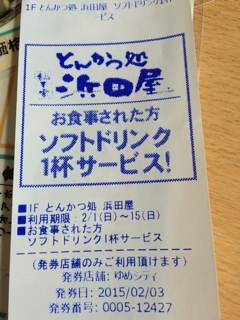 1F とんかつ処 浜田屋 ソフトドリンク1杯サ
ービス
とんかつ処
浜田屋
お食事された方
ソフトドリンク
1杯サービス!
■1F とんかつ処 浜田屋
■利用期限:2/1(日)~15(日)
■お食事された方
ソフトドリンク1杯サービス
(発券店舗のみご利用頂けます)
発券店舗:ゆめシティ
発券日:2015/02/03
発券番号:0005-12427